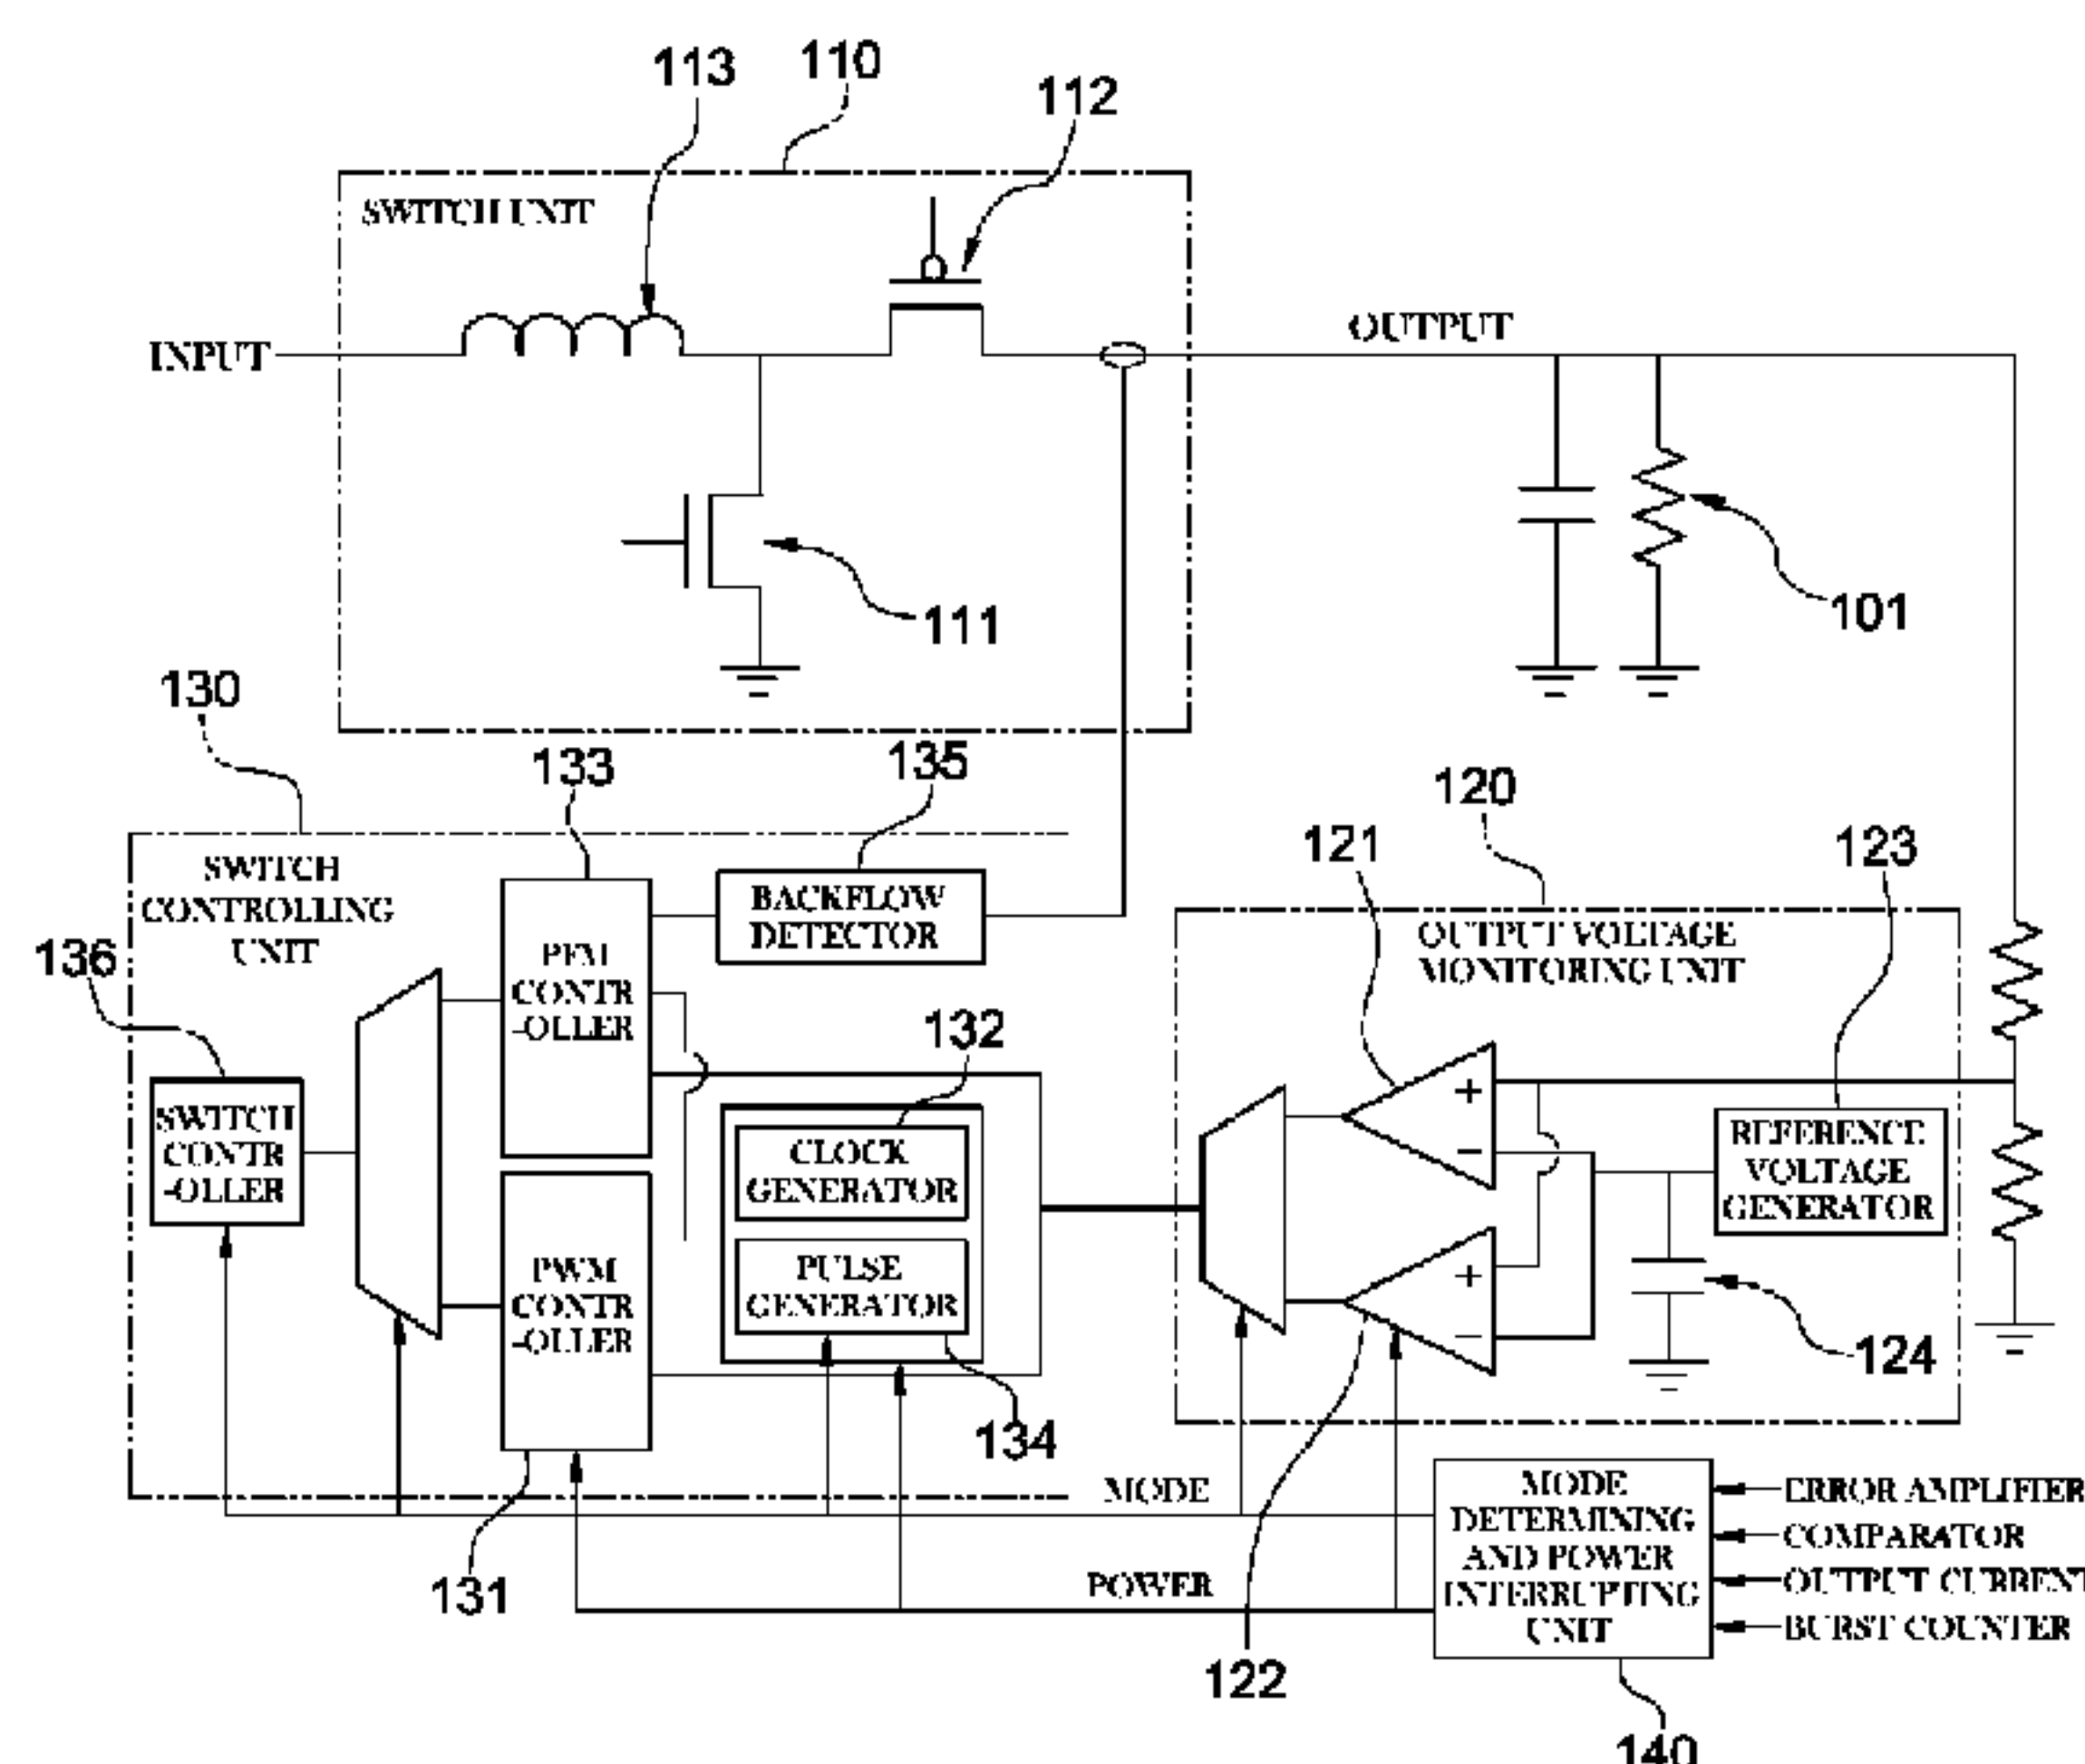 113
110
112
SWITCH UNIT
INPUT
OUTPUT
111
101
130
133
135
120
121
123
SWITCH
CONTROLLING
UNIT
136
PFM
CONTR
-OLLER
BACKFLOW
DETECTOR
OUTPUT VOLTAGE
MONITORING UNIT
132
SWITCH
CONTR
-OLLER
CLOCK
GENERATOR
+
−
REFERENCE
VOLTAGE
GENERATOR
PWM
CONTR
-OLLER
PULSE
GENERATOR
+
−
124
134
MODE
131
POWER
MODE
DETERMINING
AND POWER
INTERRUPTING
UNIT
ERROR AMPLIFIER
COMPARATOR
OUTPUT CURRENT
BURST COUNTER
122
140